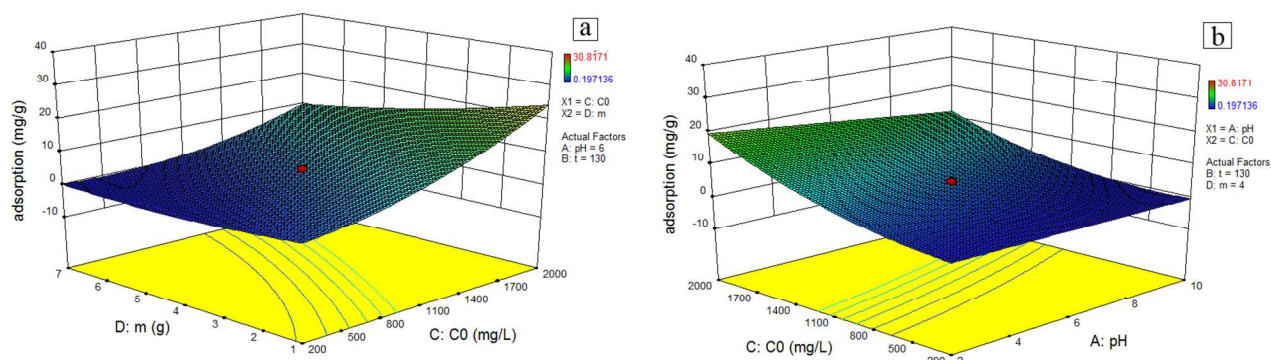 a
40
30
20
10
0
-10
adsorption (mg/g)
7
6
5
4
3
2
1
D: m (g)
200
500
800
1100
1400
1700
2000
C: C0 (mg/L)
30.8171
0.197136
X1 = C: C0
X2 = D: m
Actual Factors
A: pH = 6
B: t = 130
b
40
30
20
10
0
-10
adsorption (mg/g)
2000
1700
1400
1100
800
500
200
C: C0 (mg/L)
2
4
6
8
10
A: pH
30.8171
0.197136
X1 = A: pH
X2 = C: C0
Actual Factors
B: t = 130
D: m = 4